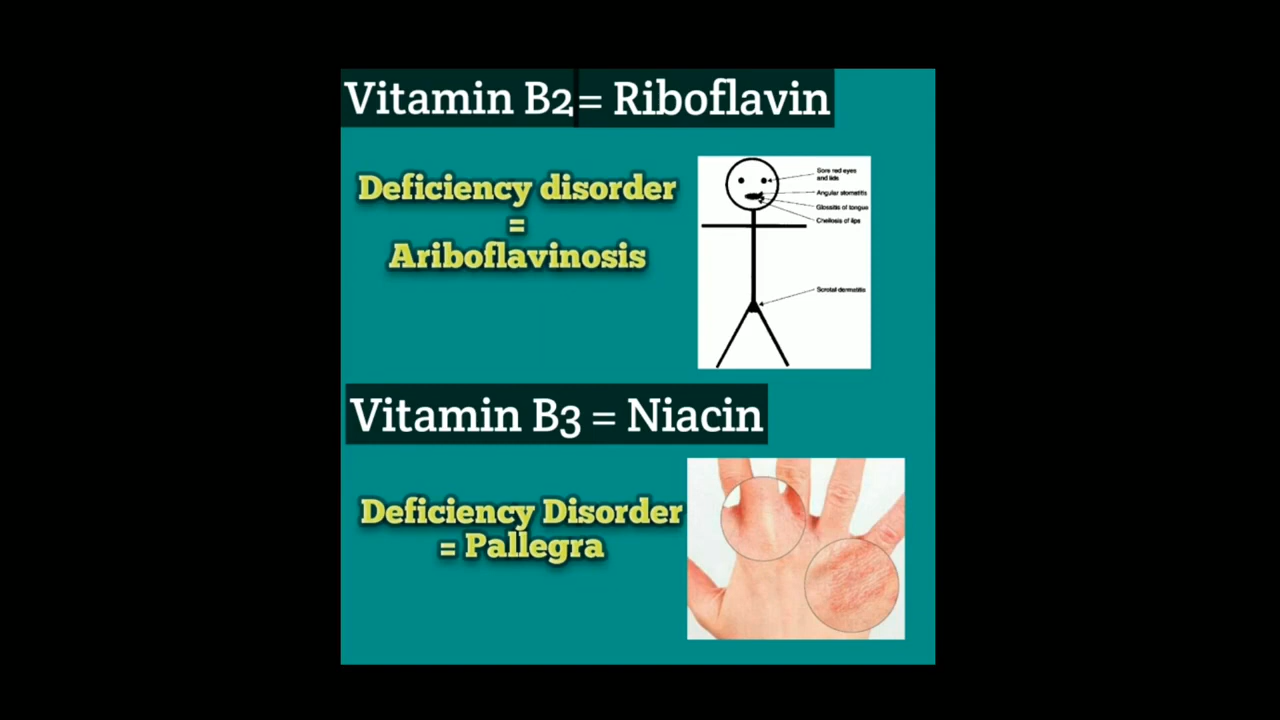 Vitamin B2 = Riboflavin
Deficiency disorder
=
Ariboflavinosis
Sore red eyes
and lids
Angular stomatitis
Glossitis of tongue
Cheilosis of lips
Scrotal dermatitis
Vitamin B3 = Niacin
Deficiency Disorder
= Pallegra